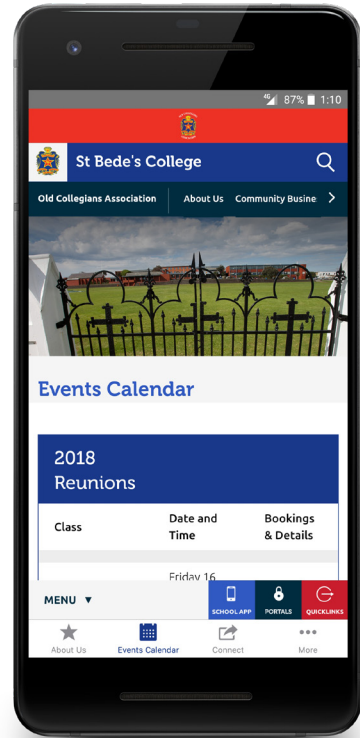 4G 87% 1:10
St Bede's College
Old Collegians Association About Us Community Busine
Events Calendar
2018
Reunions
Class
Date and
Time
Bookings
& Details
Friday 16
MENU ▼
SCHOOL APP PORTALS QUICKLINKS
About Us Events Calendar Connect More